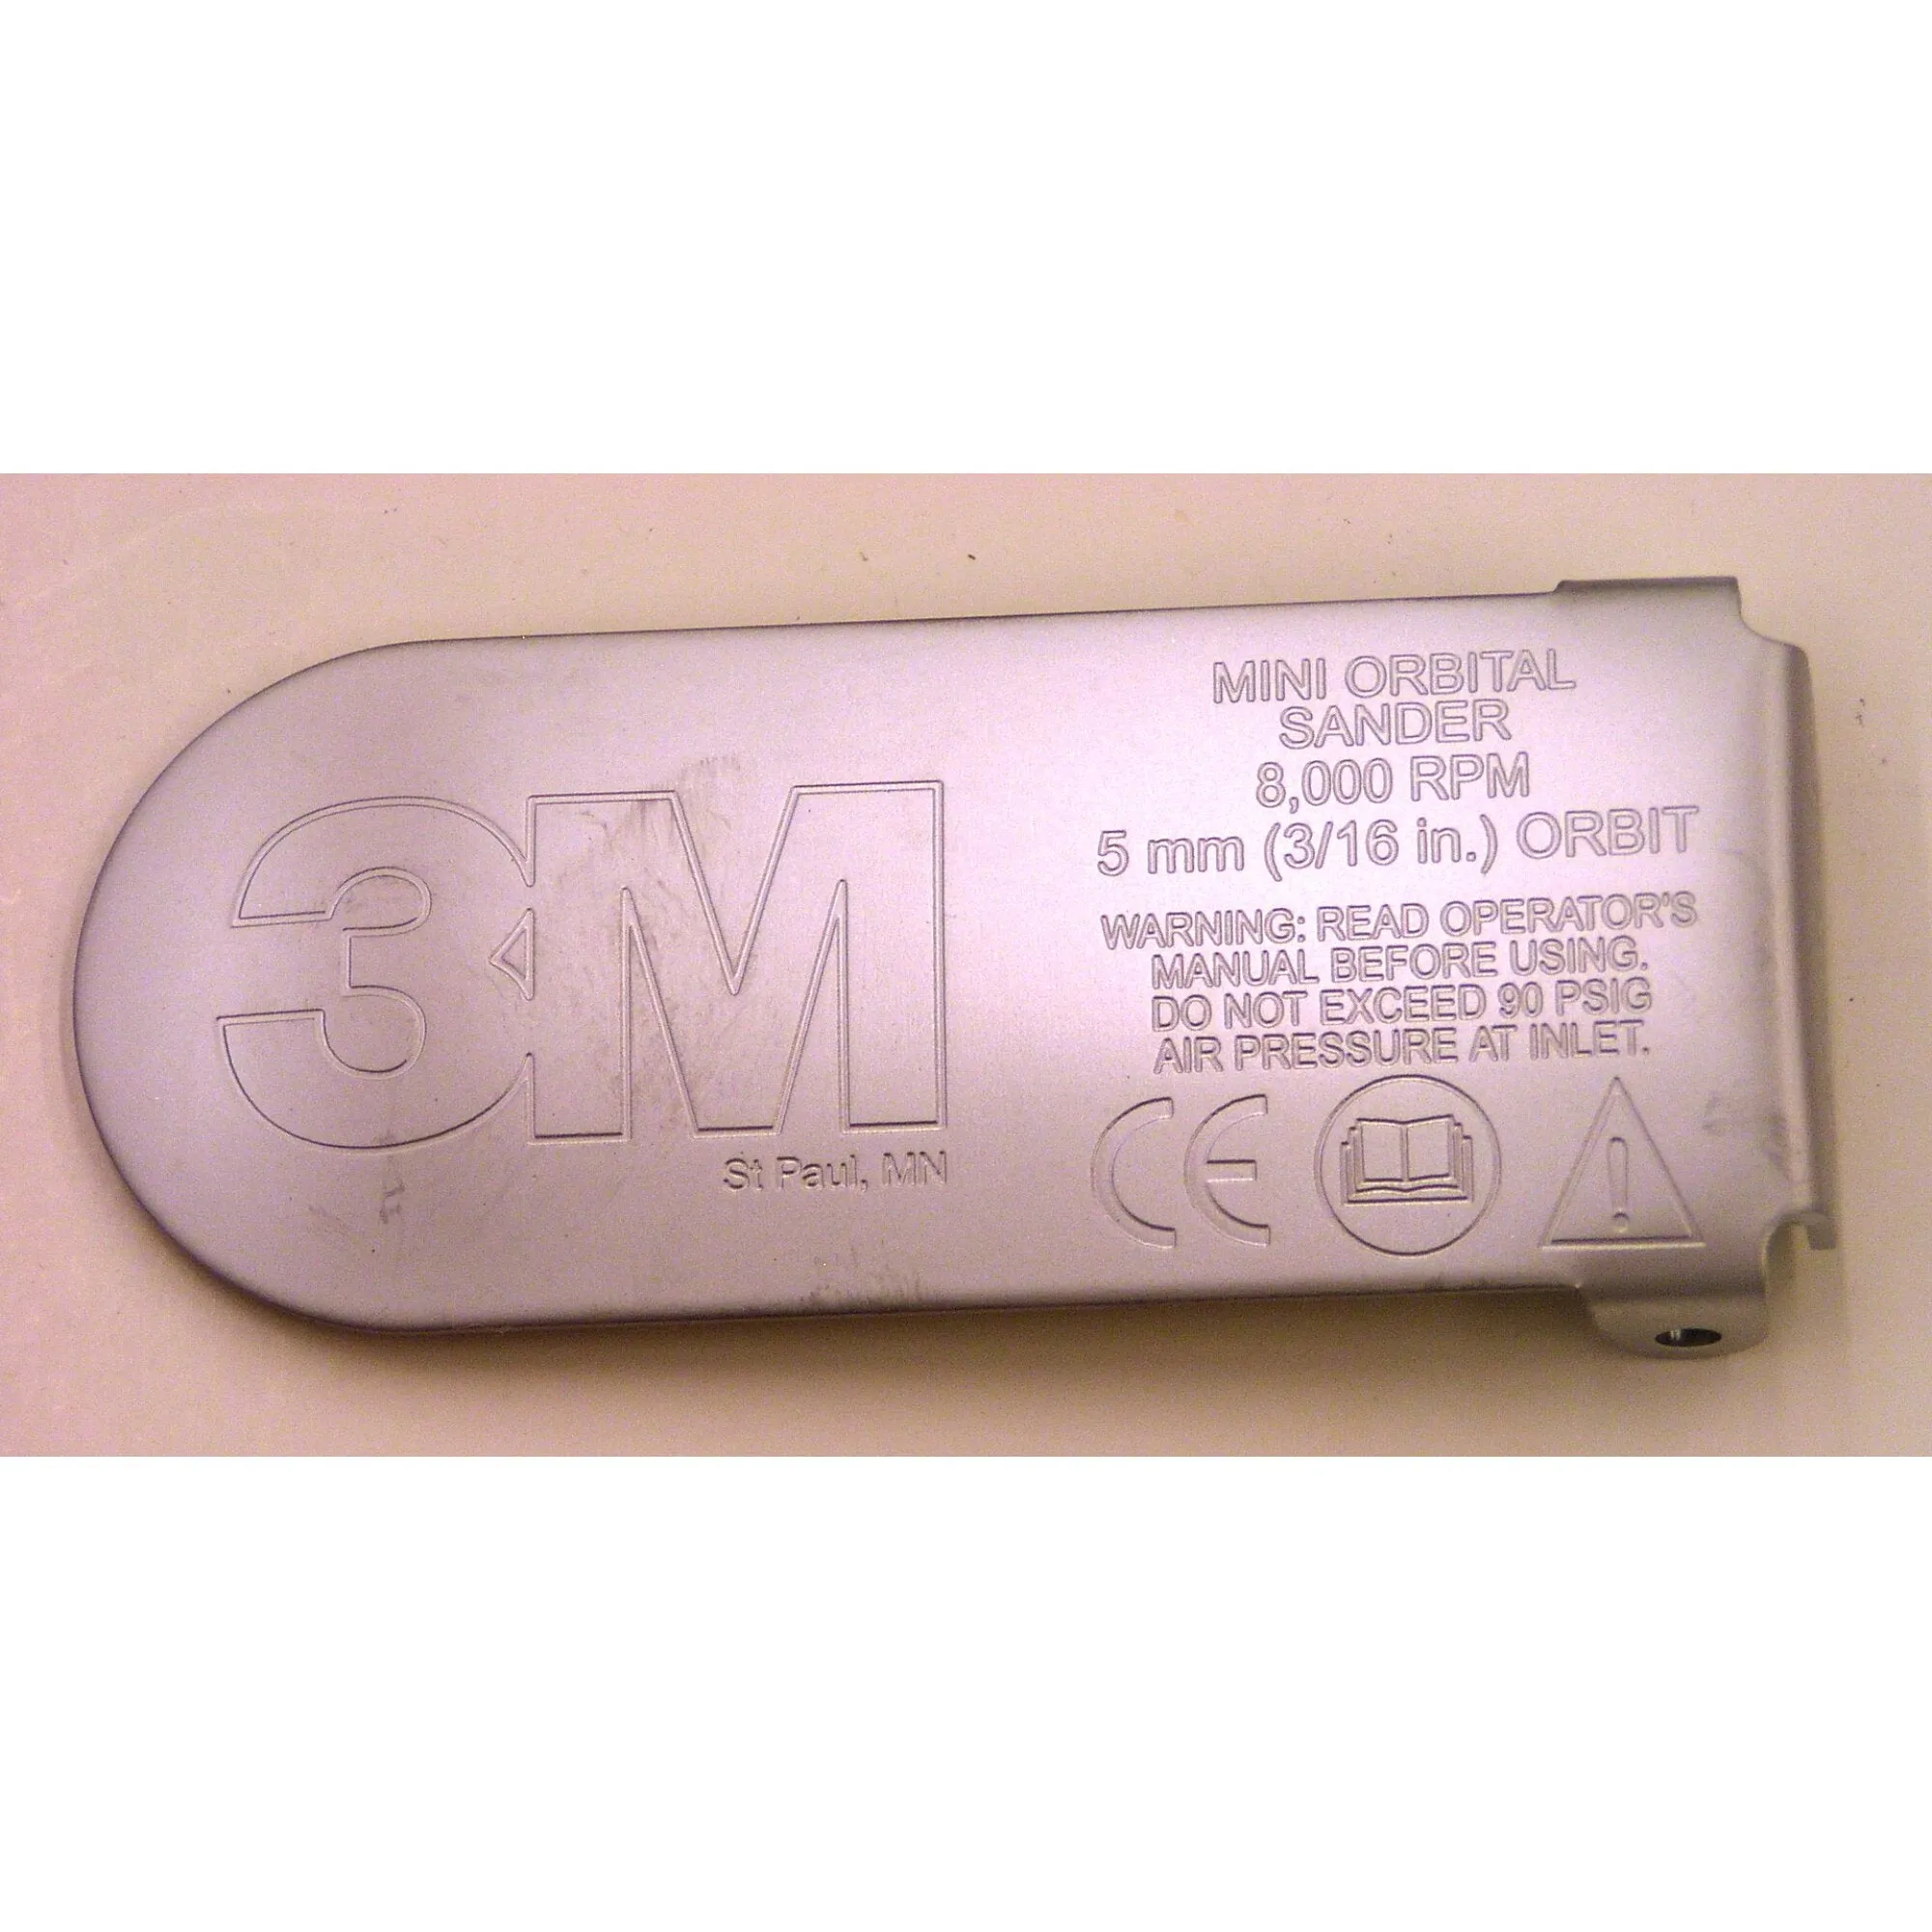 3M
St Paul, MN
MINI ORBITAL
SANDER
8,000 RPM
5 mm (3/16 in.) ORBIT
WARNING: READ OPERATOR'S
MANUAL BEFORE USING.
DO NOT EXCEED 90 PSIG
AIR PRESSURE AT INLET.
CE